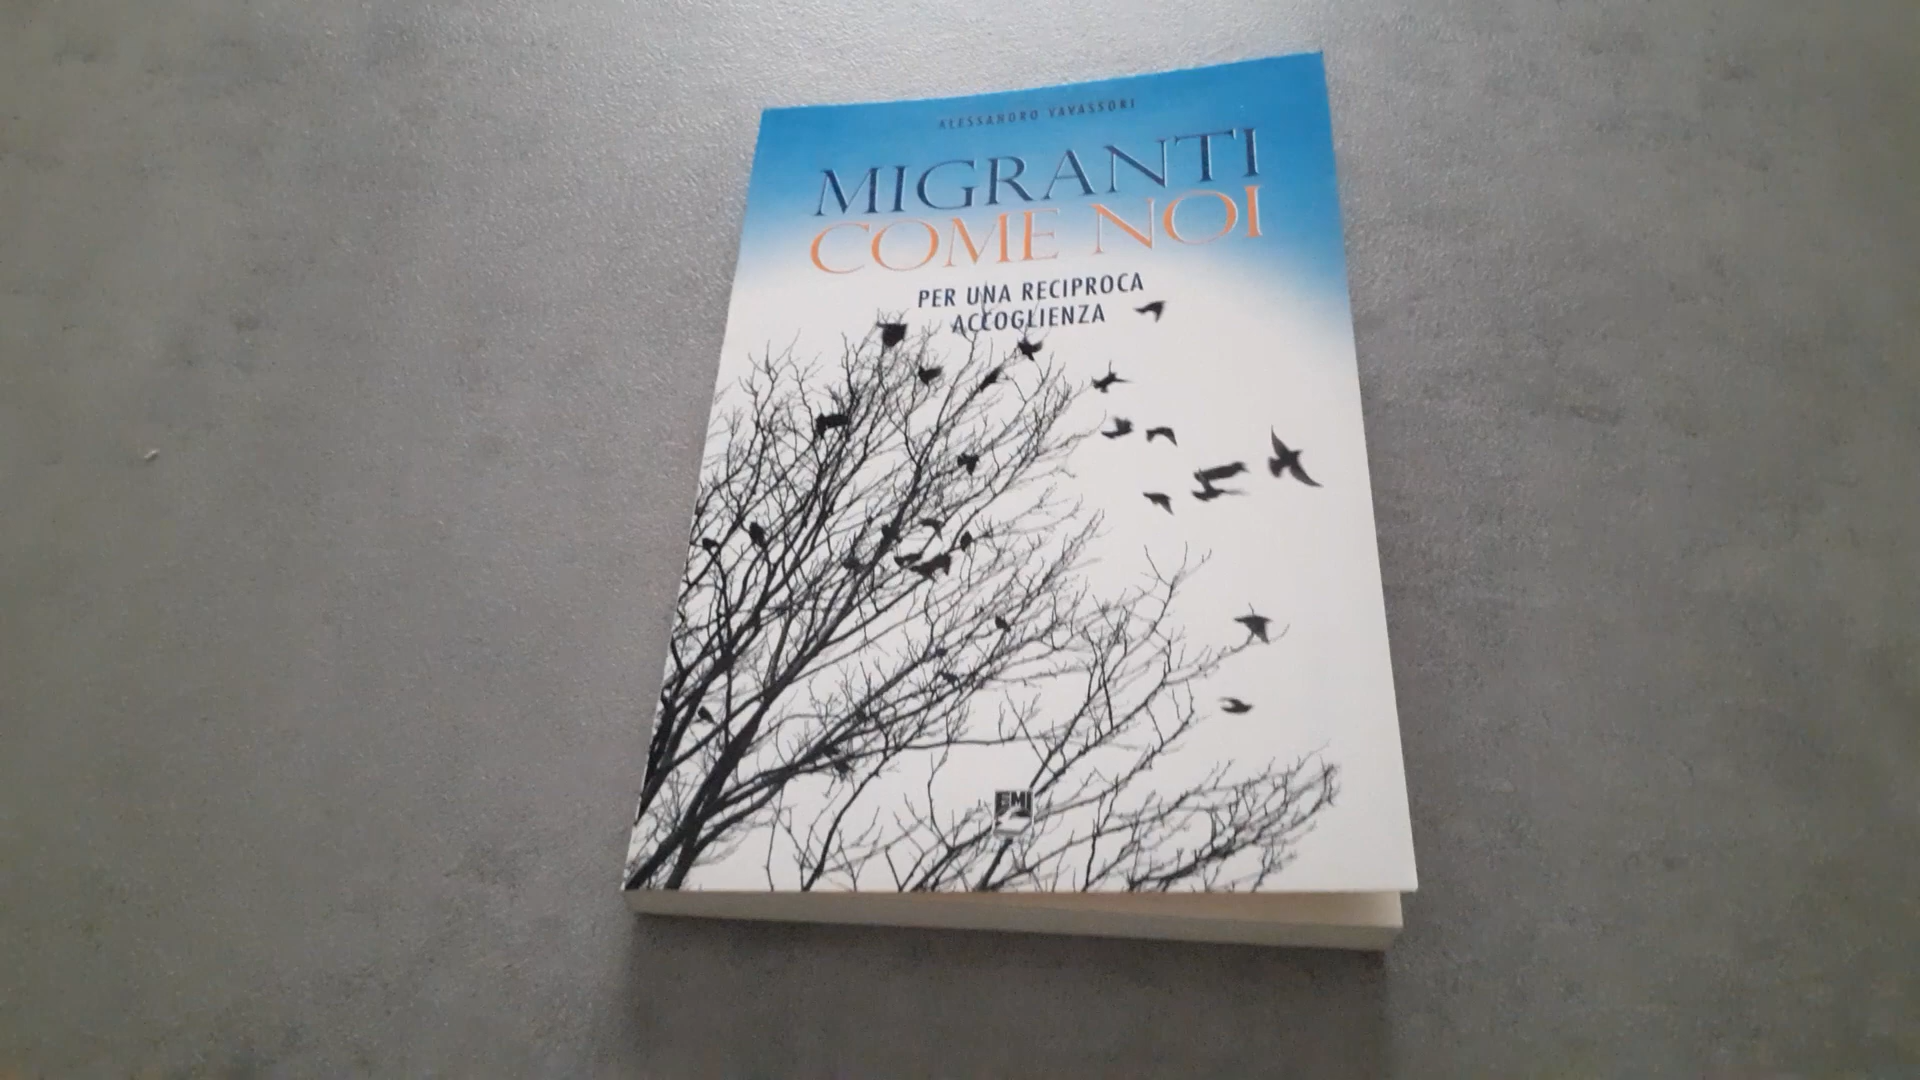 ALESSANDRO VAVASSORI
MIGRANTI
COME NOI
PER UNA RECIPROCA
ACCOGLIENZA
EMI